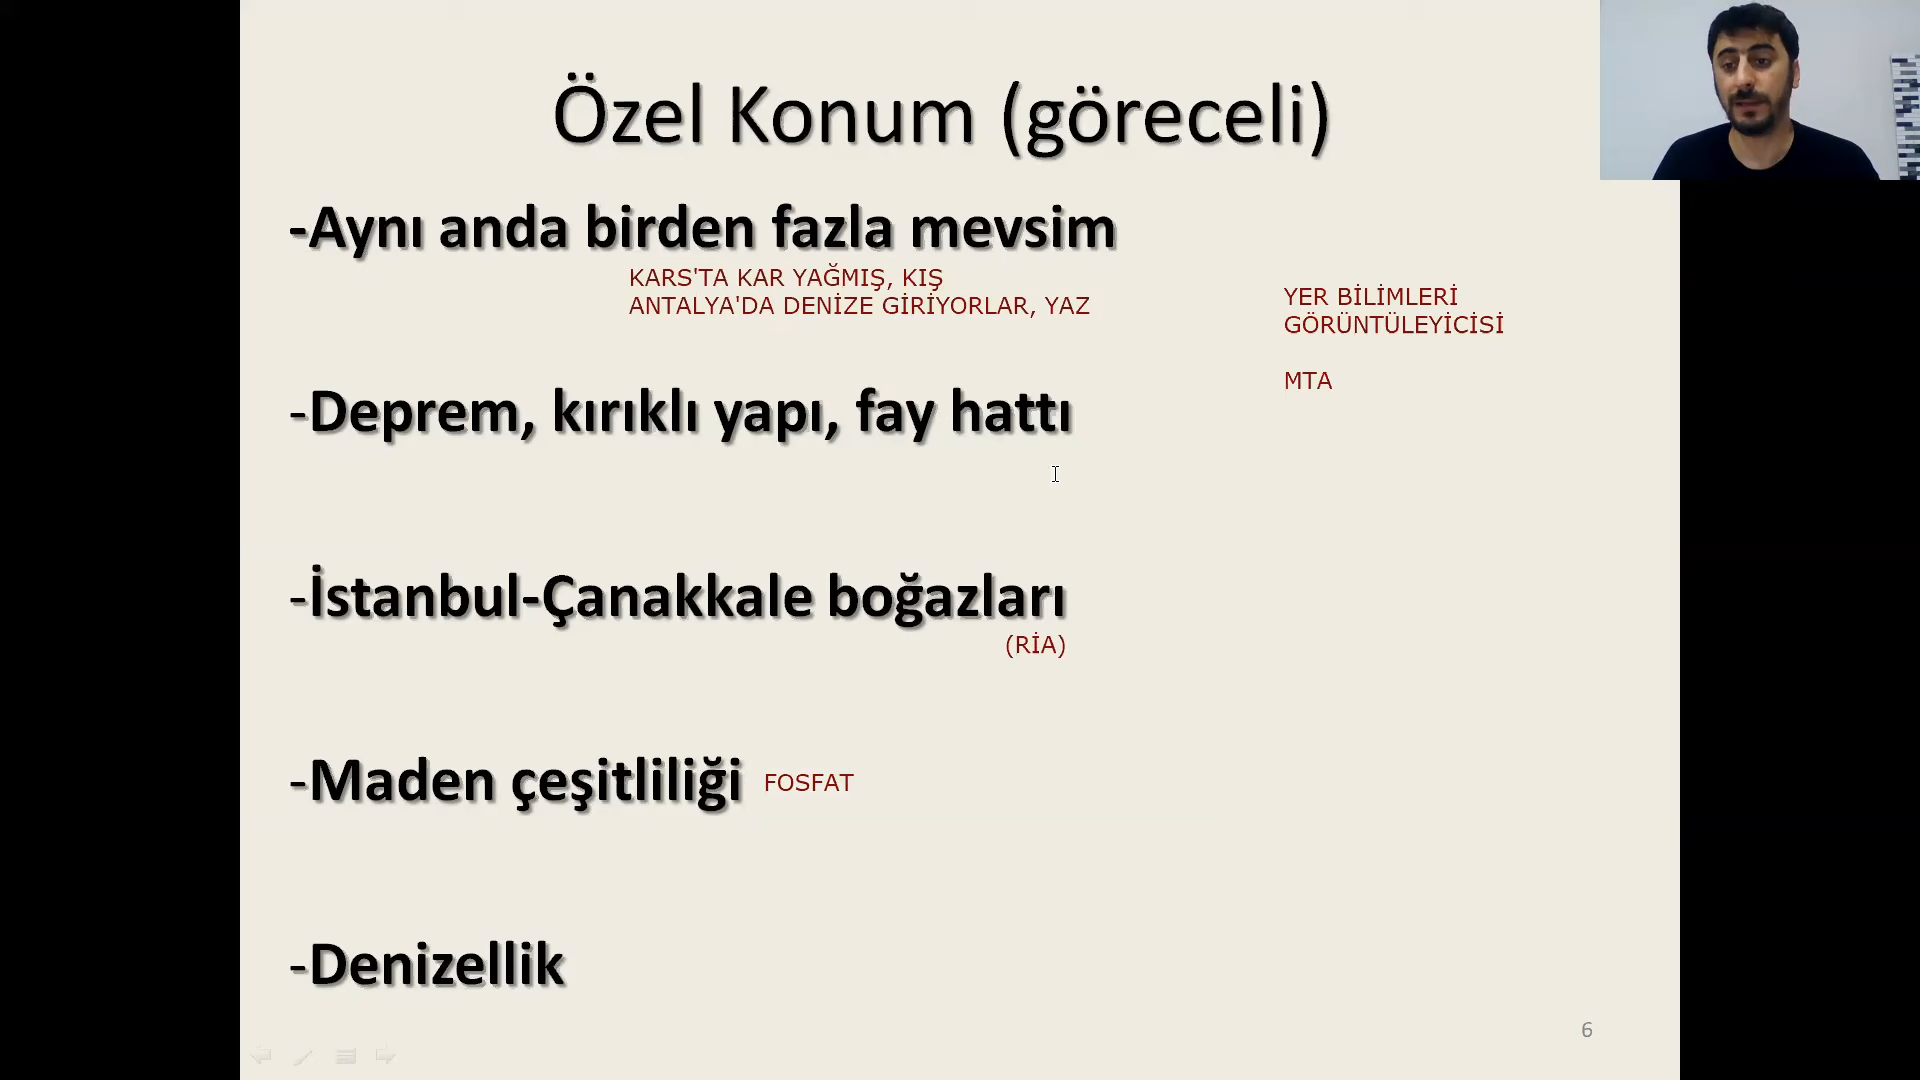 Özel Konum (göreceli)
-Aynı anda birden fazla mevsim
KARS'TA KAR YAĞMIŞ, KIŞ
ANTALYA'DA DENİZE GİRİYORLAR, YAZ
YER BİLİMLERİ
GÖRÜNTÜLEYİCİSİ
MTA
-Deprem, kırıklı yapı, fay hattı
-İstanbul-Çanakkale boğazları
(RİA)
-Maden çeşitliliği FOSFAT
-Denizellik
6